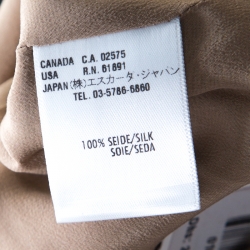 CANADA C.A. 02575
USA R.N. 61891
JAPAN (株)エスカーダ・ジャパン
TEL. 03-5786-6860
100% SEIDE/SILK
SOIE/SEDA